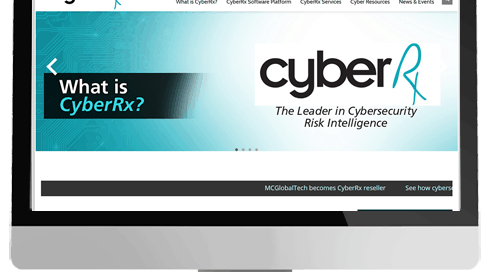 What is CyberRx? CyberRx Software Platform CyberRx Services Cyber Resources News & Events
What is
CyberRx?
cyberRx
The Leader in Cybersecurity
Risk Intelligence
MCGlobalTech becomes CyberRx reseller See how